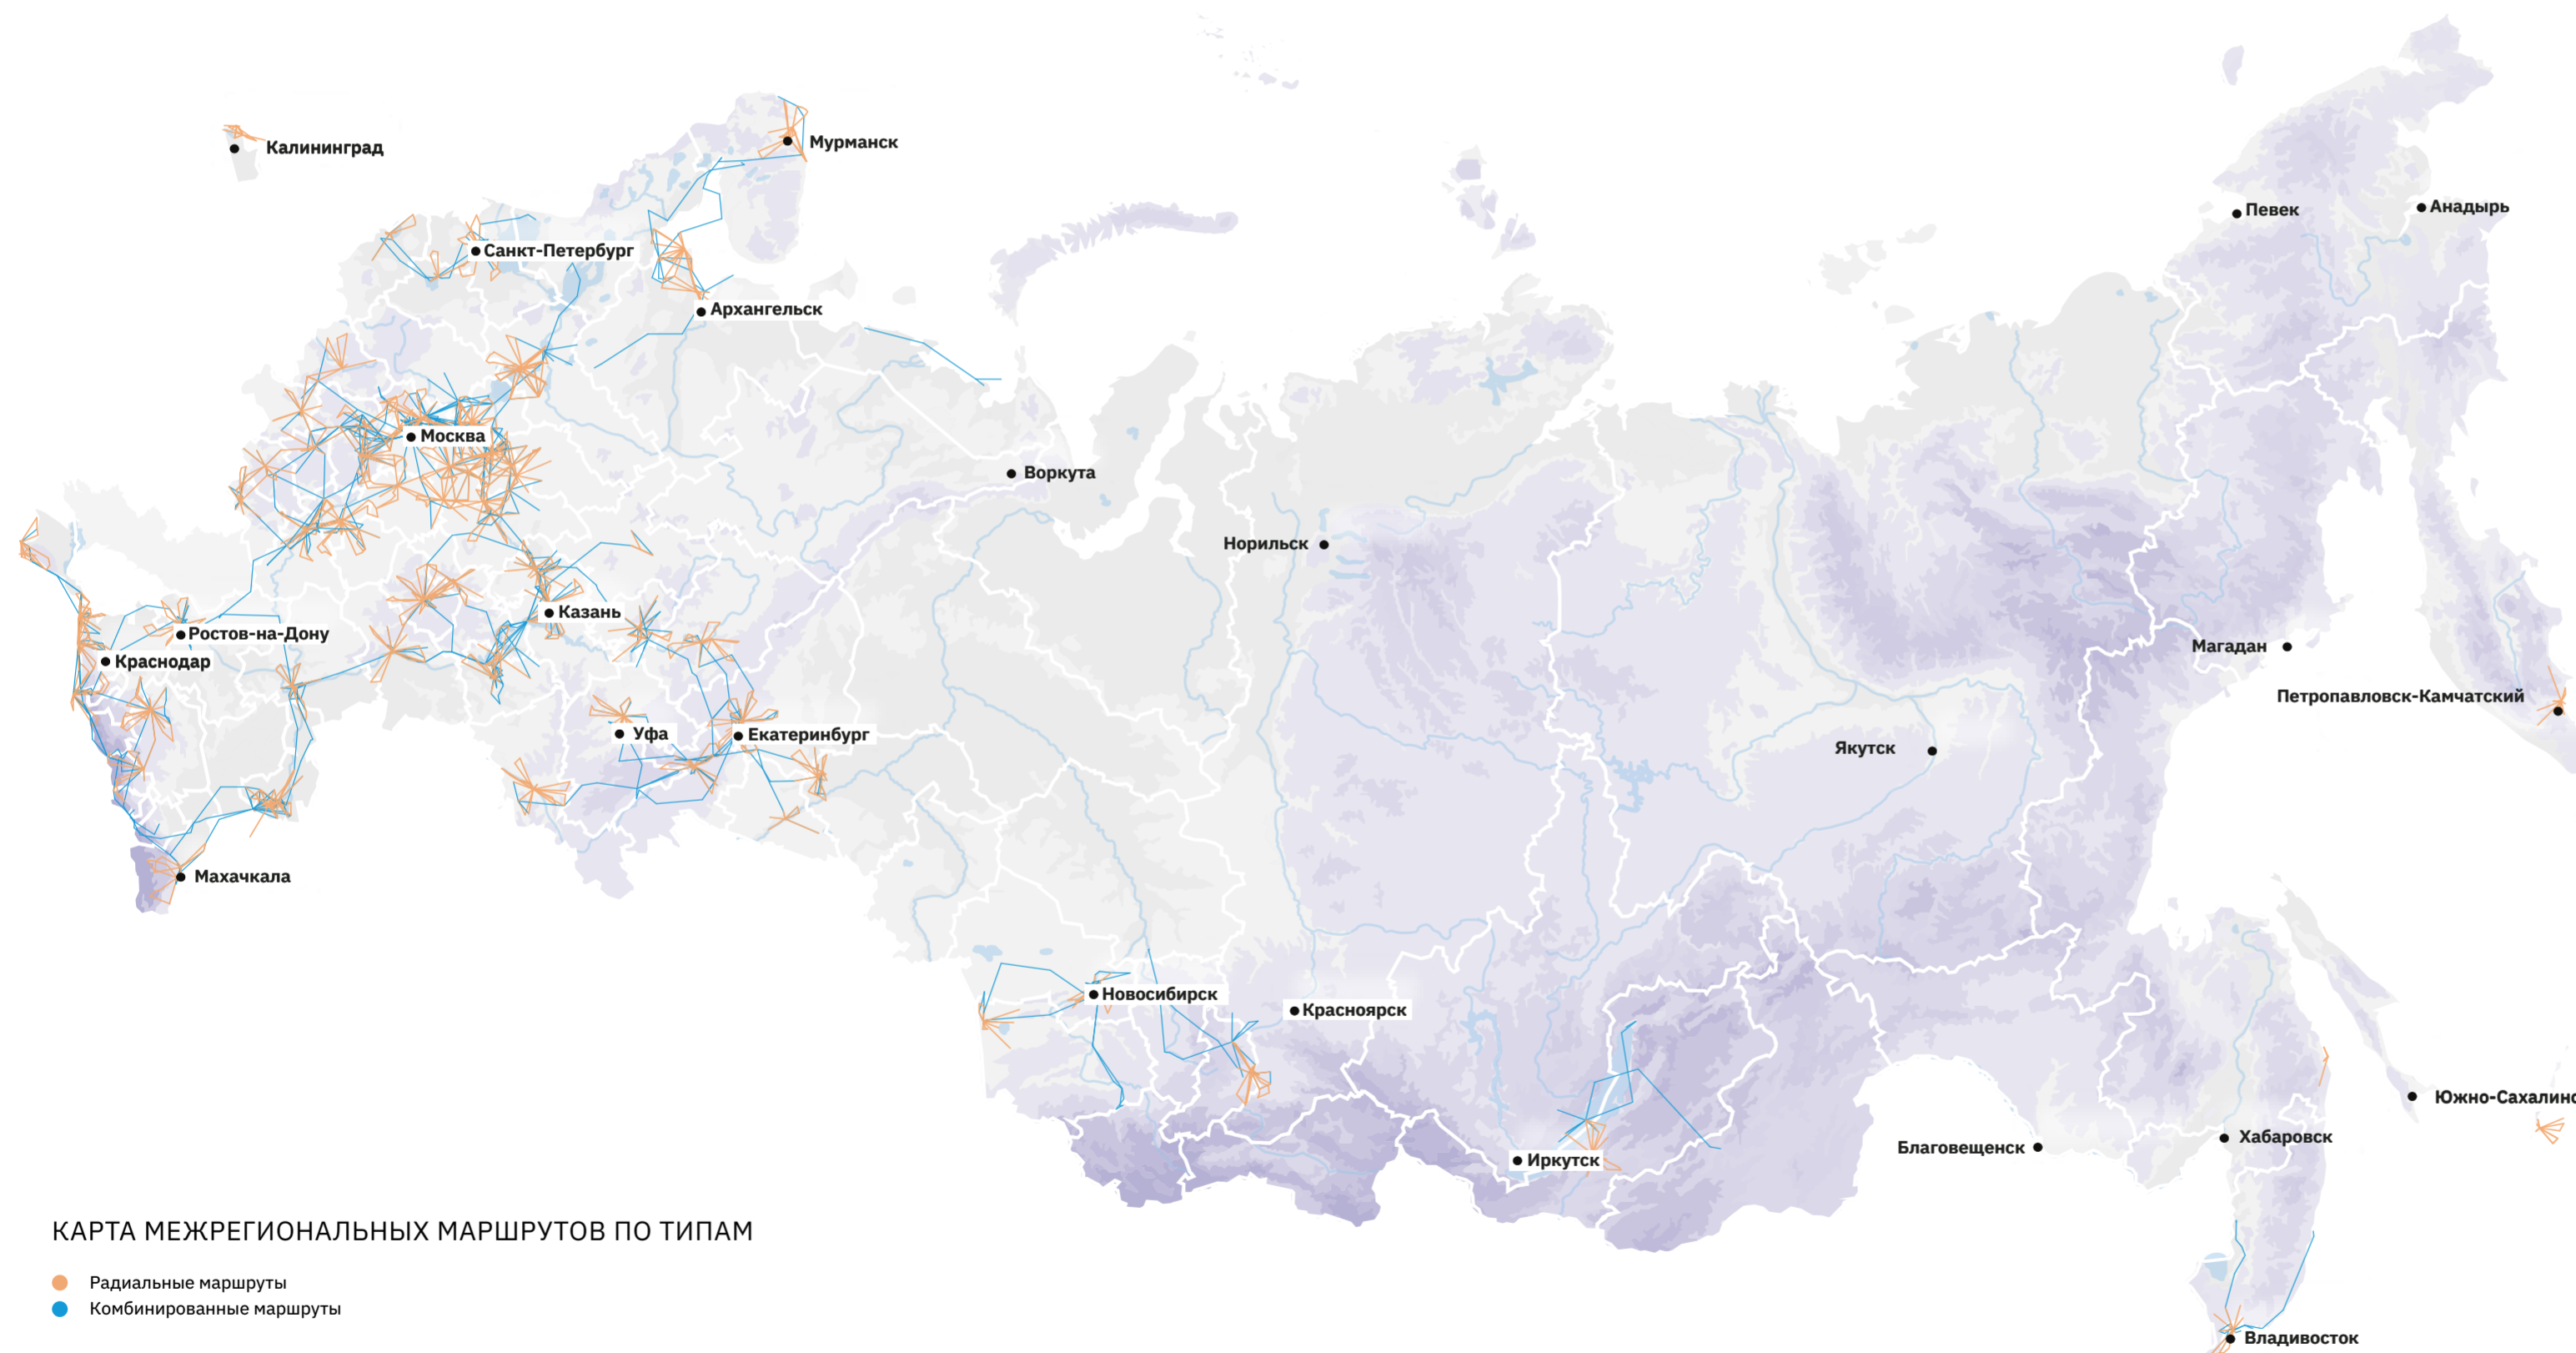 Калининград
Мурманск
Певек
Анадырь
Санкт-Петербург
Архангельск
Москва
Воркута
Норильск
Казань
Ростов-на-Дону
Краснодар
Магадан
Петропавловск-Камчатский
Уфа
Екатеринбург
Якутск
Махачкала
Новосибирск
Красноярск
Южно-Сахалинс
Хабаровск
Благовещенск
Иркутск
КАРТА МЕЖРЕГИОНАЛЬНЫХ МАРШРУТОВ ПО ТИПАМ
Радиальные маршруты
Комбинированные маршруты
Владивосток